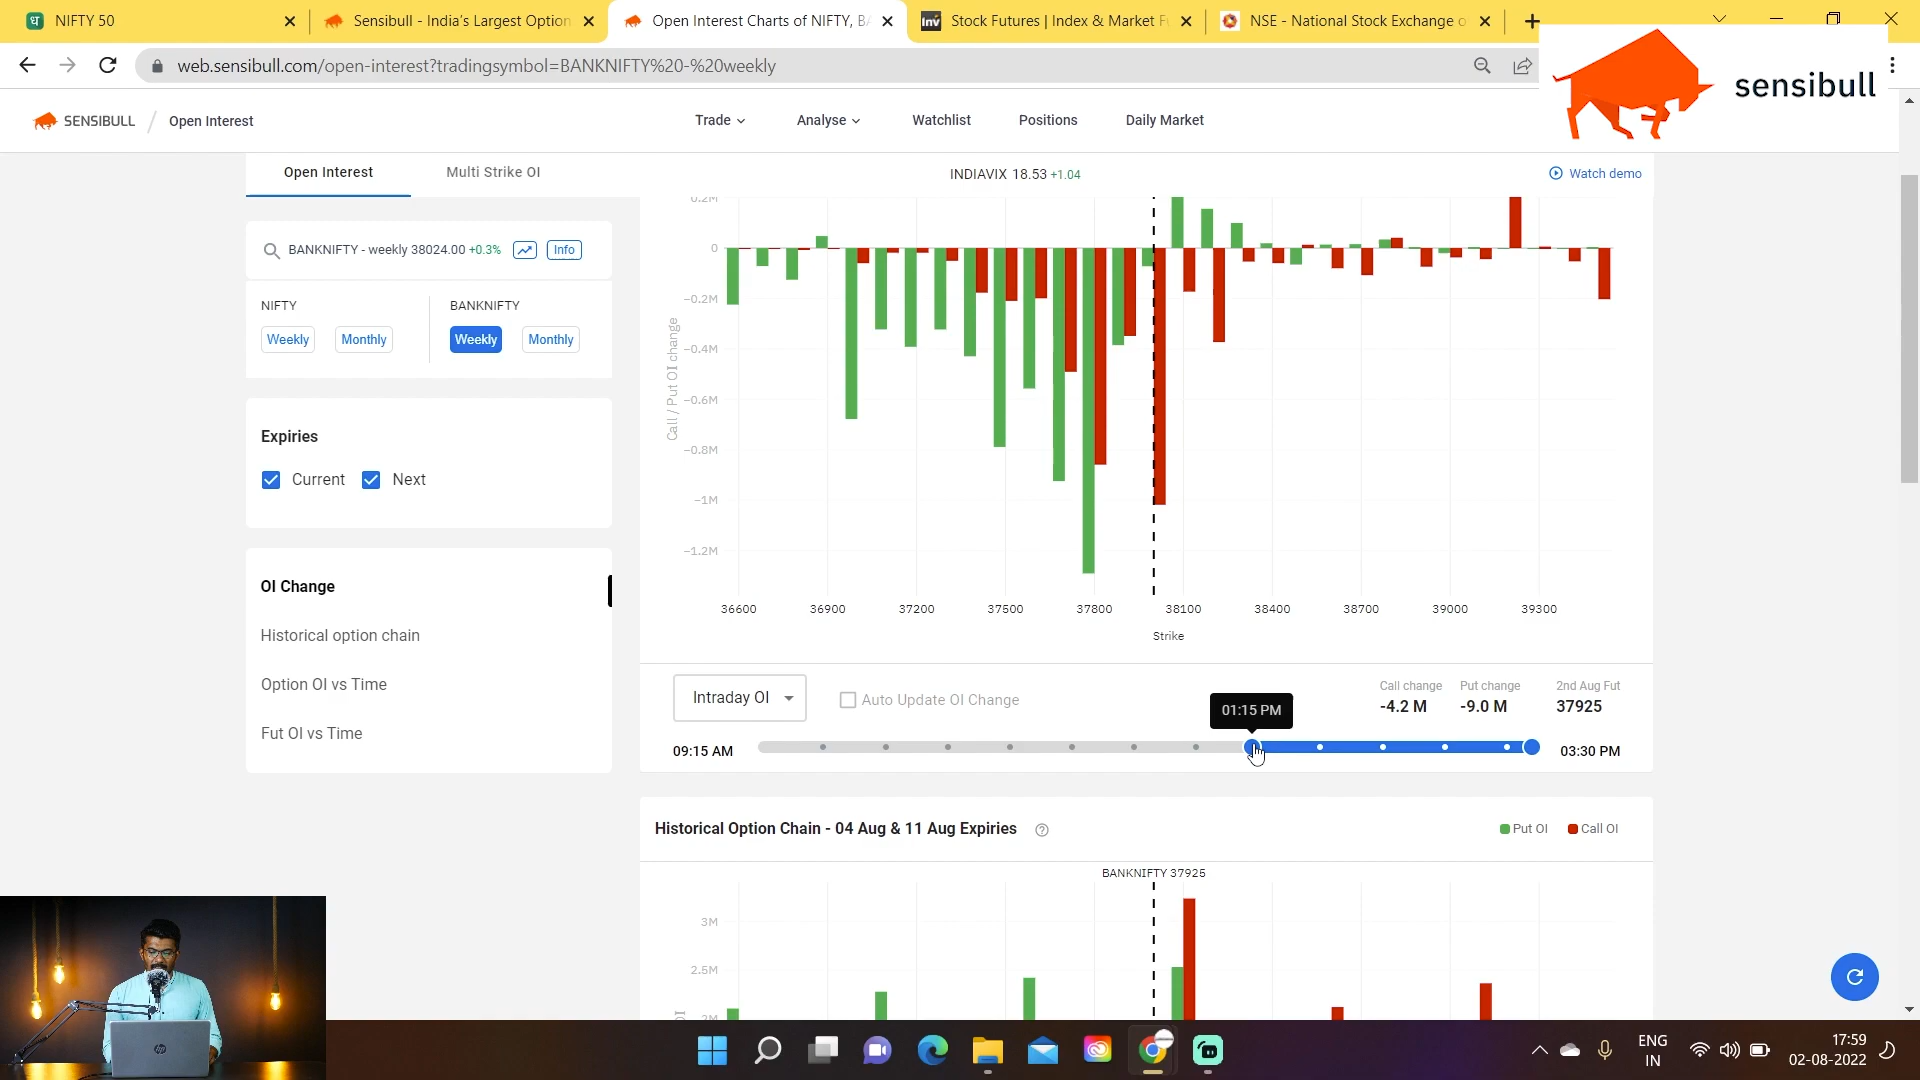 NIFTY 50
Sensibull - India's Largest Option
Open Interest Charts of NIFTY, BA
Stock Futures | Index & Market F
NSE - National Stock Exchange o
web.sensibull.com/open-interest?tradingsymbol=BANKNIFTY%20-%20weekly
sensibull
SENSIBULL / Open Interest
Trade
Analyse
Watchlist
Positions
Daily Market
Open Interest
Multi Strike OI
INDIAVIX 18.53 +1.04
Watch demo
BANKNIFTY - weekly 38024.00 +0.3%
Info
NIFTY
BANKNIFTY
Weekly
Monthly
Weekly
Monthly
Expiries
Current
Next
OI Change
Historical option chain
Option OI vs Time
Fut OI vs Time
Call / Put OI change
0.2M
0
−0.2M
−0.4M
−0.6M
−0.8M
−1M
−1.2M
36600
36900
37200
37500
37800
38100
38400
38700
39000
39300
Strike
Intraday OI
Auto Update OI Change
01:15 PM
Call change
-4.2 M
Put change
-9.0 M
2nd Aug Fut
37925
09:15 AM
03:30 PM
Historical Option Chain - 04 Aug & 11 Aug Expiries
Put OI
Call OI
BANKNIFTY 37925
3M
2.5M
2M
OI
hp
ENG
IN
17:59
02-08-2022